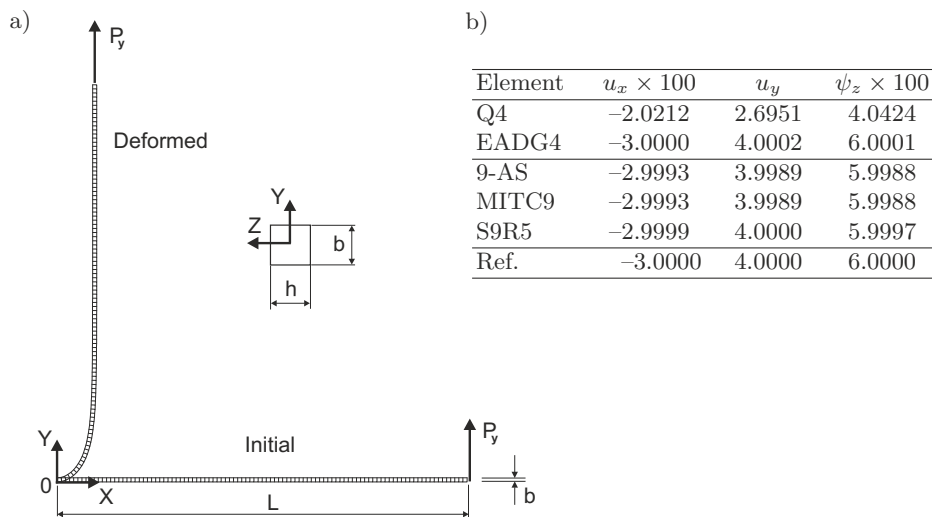 a)
P_y
Deformed
Y
Z
b
h
Initial
P_y
Y
0
X
L
b
b)
Element u_x × 100 u_y ψ_z × 100
Q4 –2.0212 2.6951 4.0424
EADG4 –3.0000 4.0002 6.0001
9-AS –2.9993 3.9989 5.9988
MITC9 –2.9993 3.9989 5.9988
S9R5 –2.9999 4.0000 5.9997
Ref. –3.0000 4.0000 6.0000